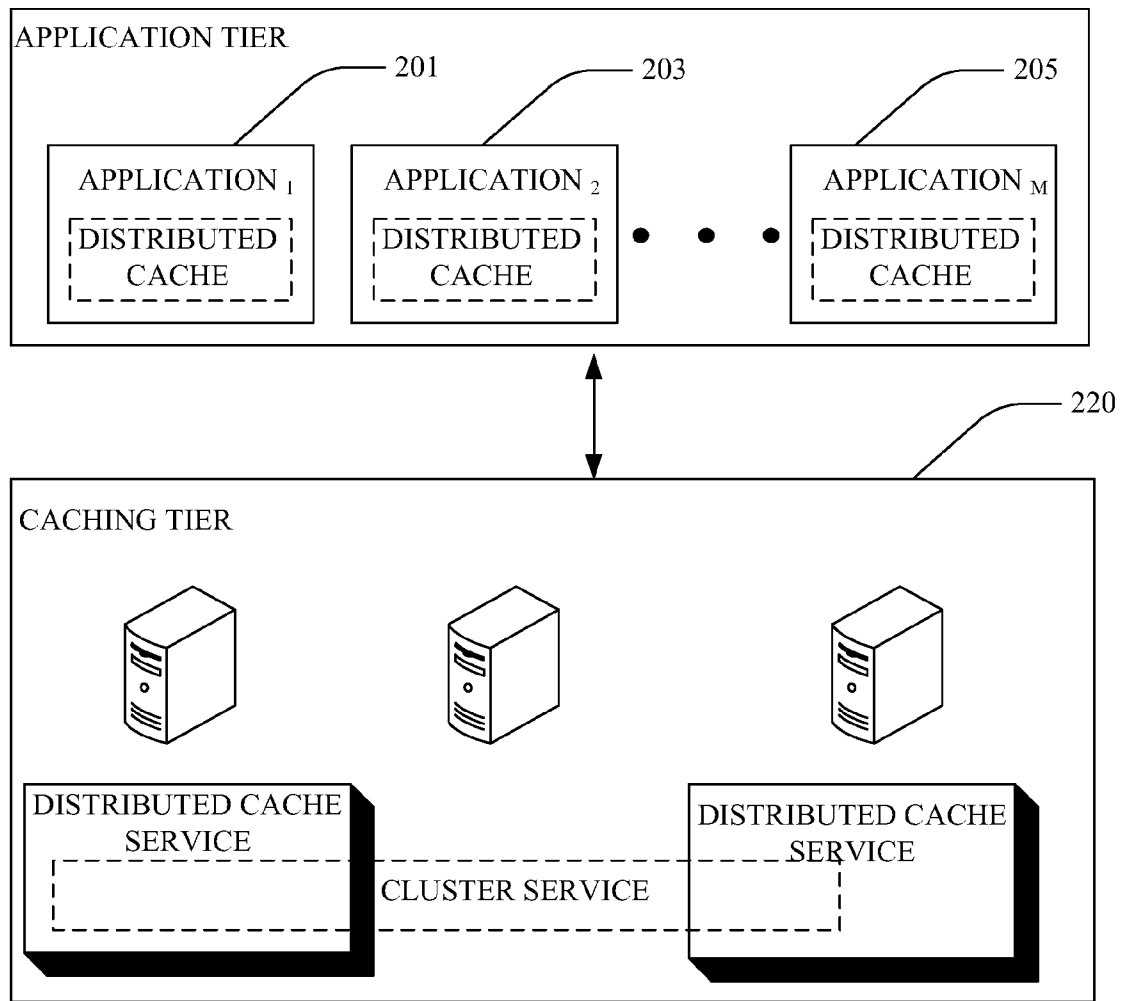 APPLICATION TIER
201
203
205
APPLICATION 1
APPLICATION 2
APPLICATION M
DISTRIBUTED
CACHE
DISTRIBUTED
CACHE
DISTRIBUTED
CACHE
220
CACHING TIER
DISTRIBUTED CACHE
SERVICE
DISTRIBUTED CACHE
SERVICE
CLUSTER SERVICE